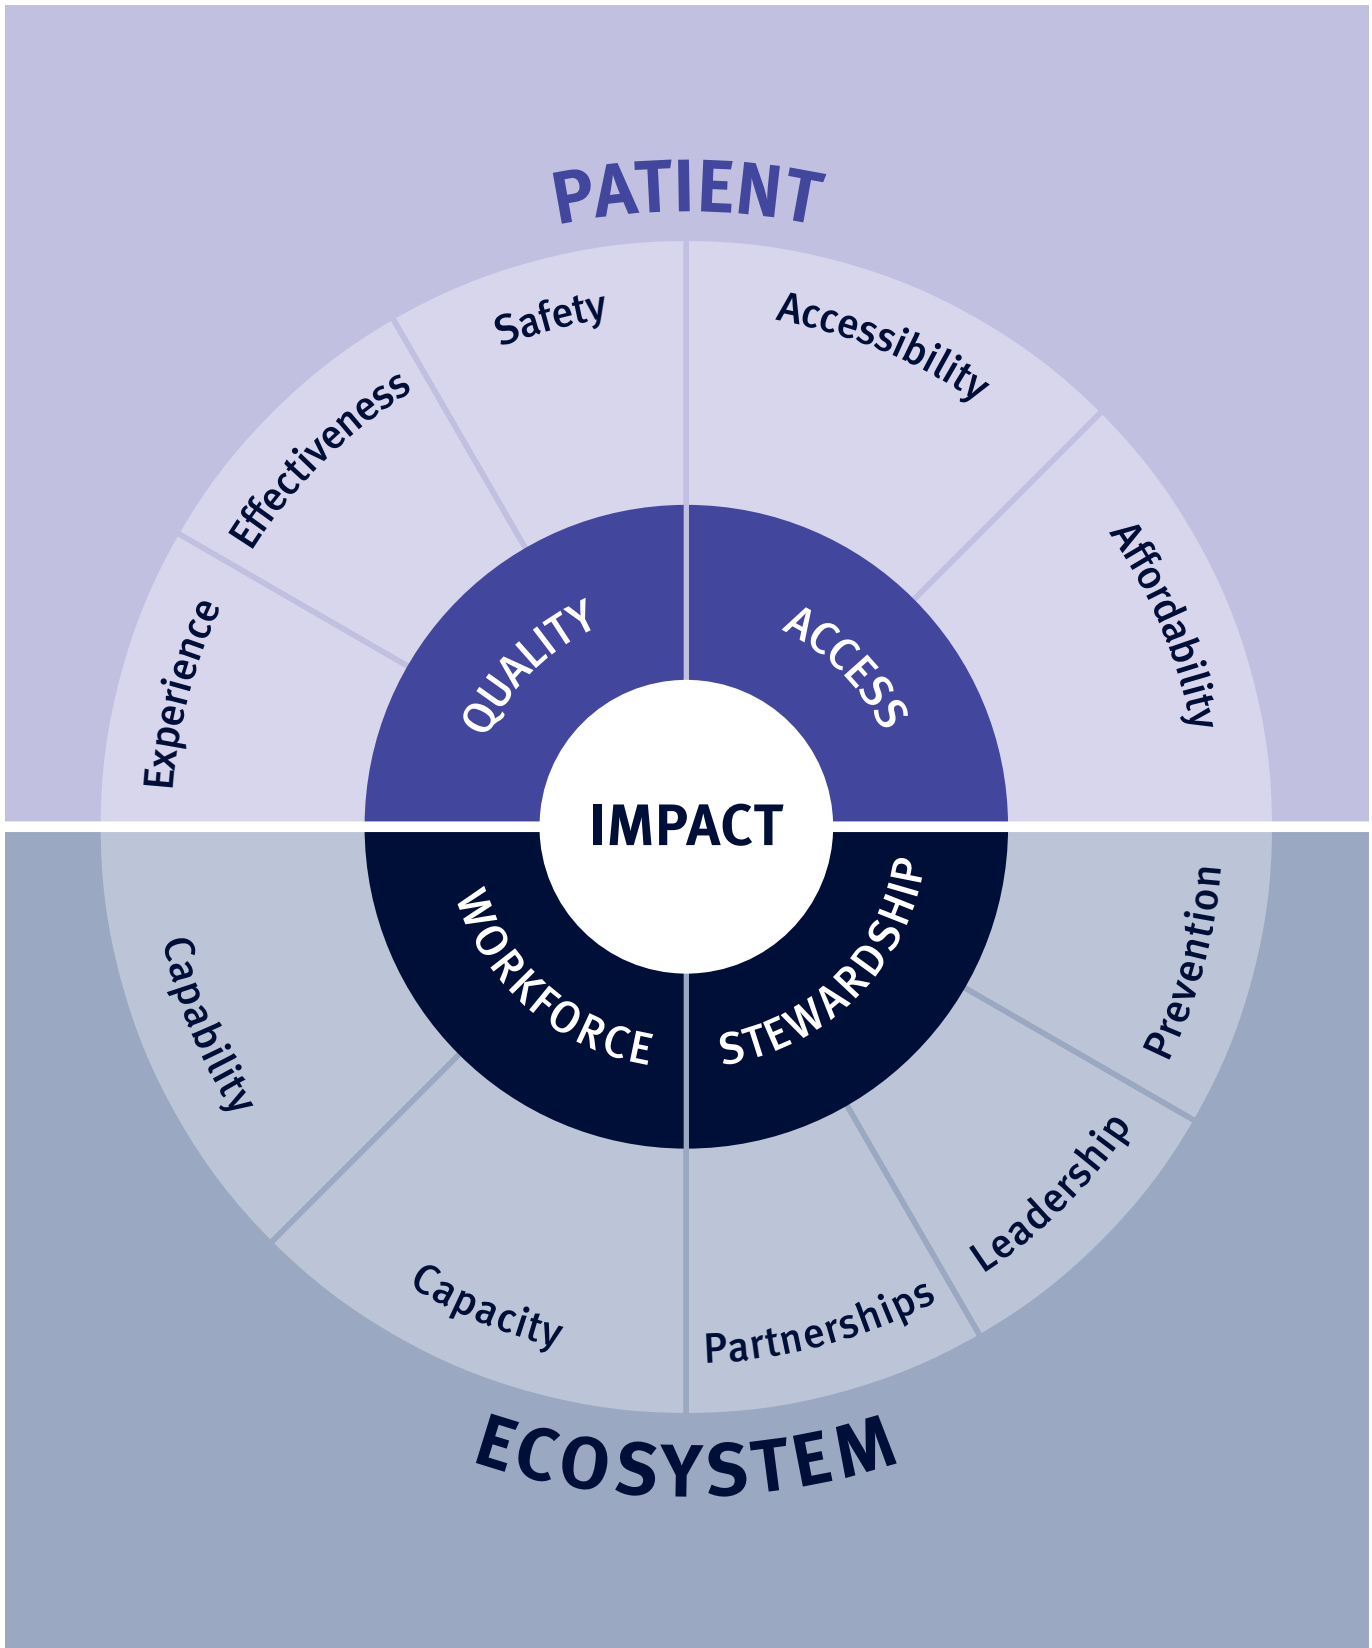 PATIENT
Safety
Accessibility
Effectiveness
Affordability
Experience
QUALITY
ACCESS
IMPACT
WORKFORCE
STEWARDSHIP
Capability
Prevention
Leadership
Capacity
Partnerships
ECOSYSTEM